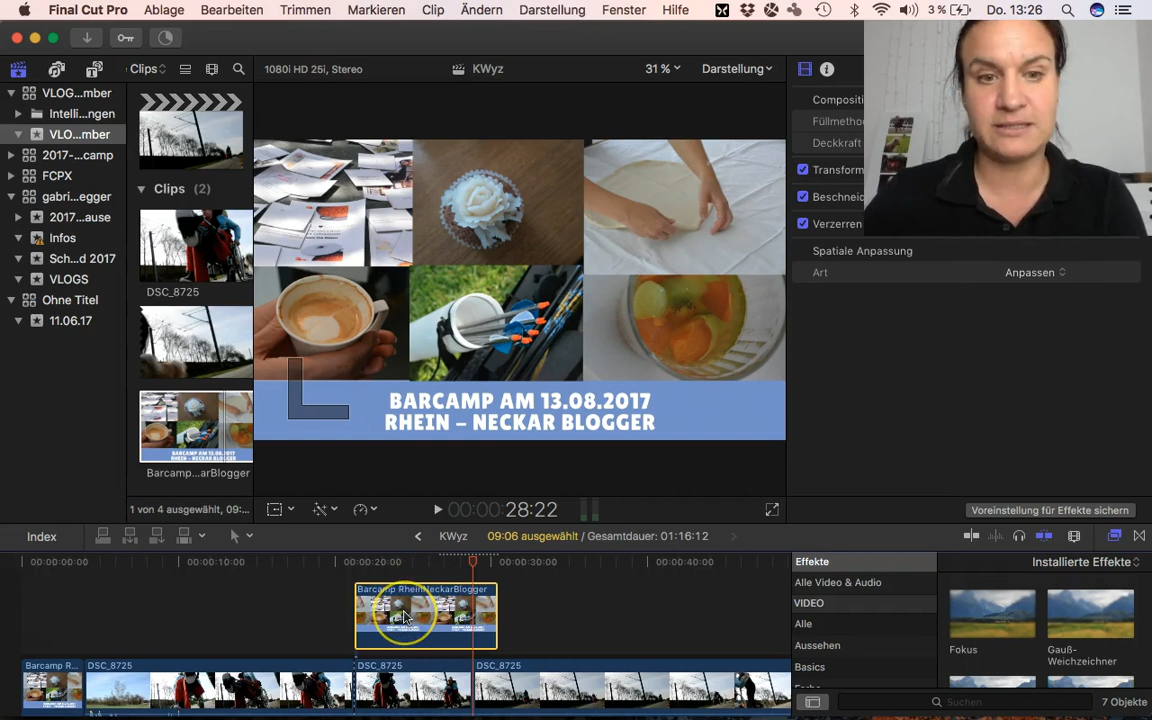 Final Cut Pro Ablage Bearbeiten Trimmen Markieren Clip Ändern Darstellung Fenster Hilfe 3 % Do. 13:26
Clips 1080i HD 25i, Stereo KWyz 31 % Darstellung
VLOG...mber
Intelli...ngen
VLO...mber
2017-...camp
FCPX
gabri...egger
2017...ause
Infos
Sch...d 2017
VLOGS
Ohne Titel
11.06.17
Clips (2)
DSC_8725
Barcamp...arBlogger
1 von 4 ausgewählt, 09:...
BARCAMP AM 13.08.2017
RHEIN – NECKAR BLOGGER
00:00:28:22
Compositi
Füllmetho
Deckkraft
Transform
Beschneid
Verzerren
Spatiale Anpassung
Art Anpassen
Voreinstellung für Effekte sichern
Index KWyz 09:06 ausgewählt / Gesamtdauer: 01:16:12
00:00:00:00 00:00:10:00 00:00:20:00 00:00:30:00 00:00:40:00
Barcamp RheinNeckarBlogger
Barcamp R... DSC_8725 DSC_8725 DSC_8725
Effekte Installierte Effekte
Alle Video & Audio
VIDEO
Alle
Aussehen
Basics
Fokus
Gauß-
Weichzeichner
Suchen 7 Objekte